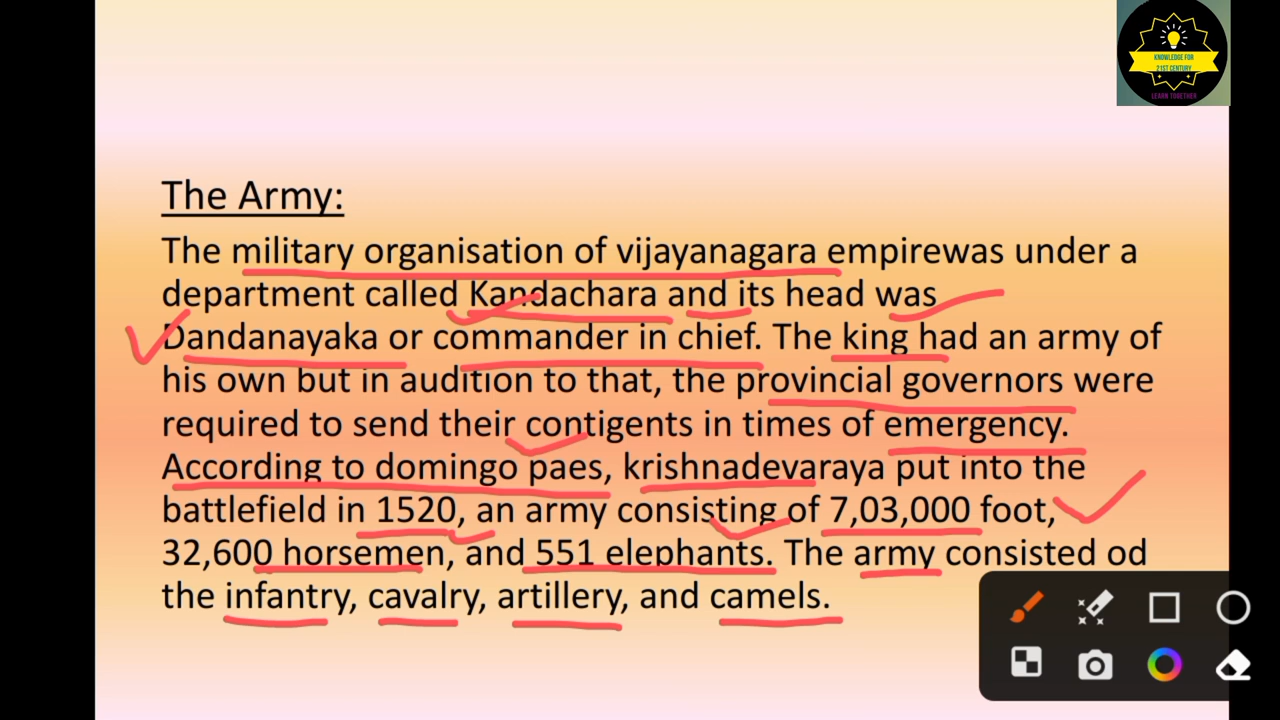 KNOWLEDGE FOR
21ST CENTURY
LEARN TOGETHER
The Army:
The military organisation of vijayanagara empirewas under a
department called Kandachara and its head was
Dandanayaka or commander in chief. The king had an army of
his own but in audition to that, the provincial governors were
required to send their contigents in times of emergency.
According to domingo paes, krishnadevaraya put into the
battlefield in 1520, an army consisting of 7,03,000 foot,
32,600 horsemen, and 551 elephants. The army consisted od
the infantry, cavalry, artillery, and camels.